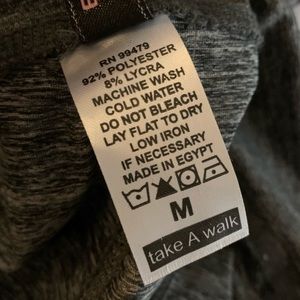 RN 99479
92% POLYESTER
8% LYCRA
MACHINE WASH
COLD WATER
DO NOT BLEACH
LAY FLAT TO DRY
LOW IRON
IF NECESSARY
MADE IN EGYPT
M
take A walk